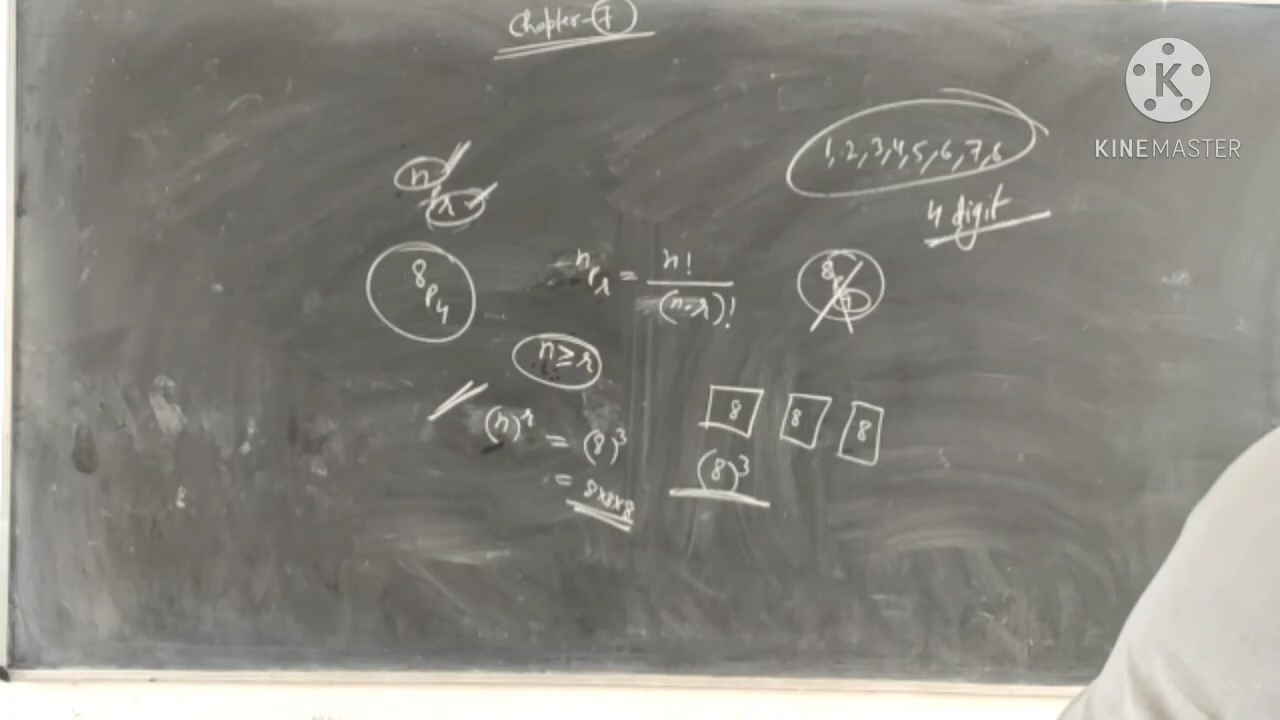 Chapter-7
K
KINEMASTER
1,2,3,4,5,6,7,8
4 digit
n
r
8P4
nPr = n! / (n-r)!
8P
n≥r
(n)^r = (8)^3
= 8×8×8
8 8 8
(8)^3